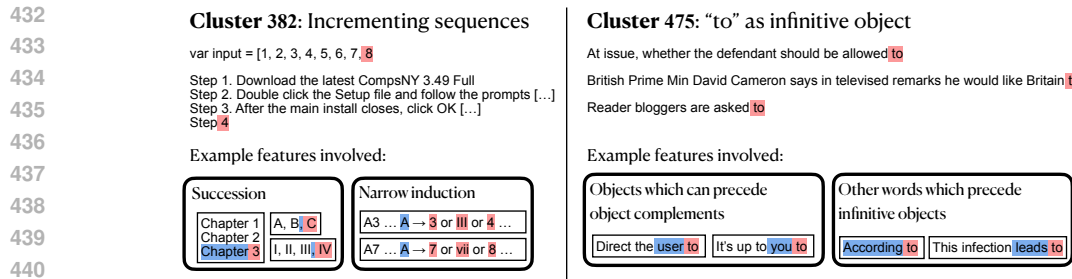 432
433
434
435
436
437
438
439
440
Cluster 382: Incrementing sequences
var input = [1, 2, 3, 4, 5, 6, 7, 8
Step 1. Download the latest CompsNY 3.49 Full
Step 2. Double click the Setup file and follow the prompts [...]
Step 3. After the main install closes, click OK [...]
Step 4
Example features involved:
Succession
Chapter 1
Chapter 2
Chapter 3
A, B, C
I, II, III, IV
Narrow induction
A3 ... A → 3 or III or 4 ...
A7 ... A → 7 or vii or 8 ...
Cluster 475: “to” as infinitive object
At issue, whether the defendant should be allowed to
British Prime Min David Cameron says in televised remarks he would like Britain
Reader bloggers are asked to
Example features involved:
Objects which can precede
object complements
Direct the user to
It's up to you to
Other words which precede
infinitive objects
According to
This infection leads to